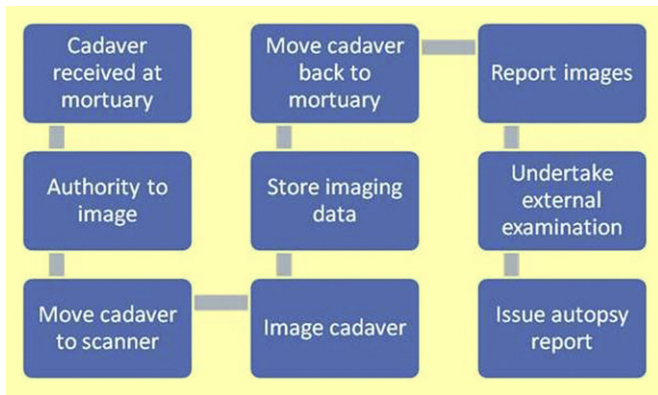 Cadaver
received at
mortuary
Authority to
image
Move cadaver
to scanner
Image cadaver
Store imaging
data
Move cadaver
back to
mortuary
Report images
Undertake
external
examination
Issue autopsy
report